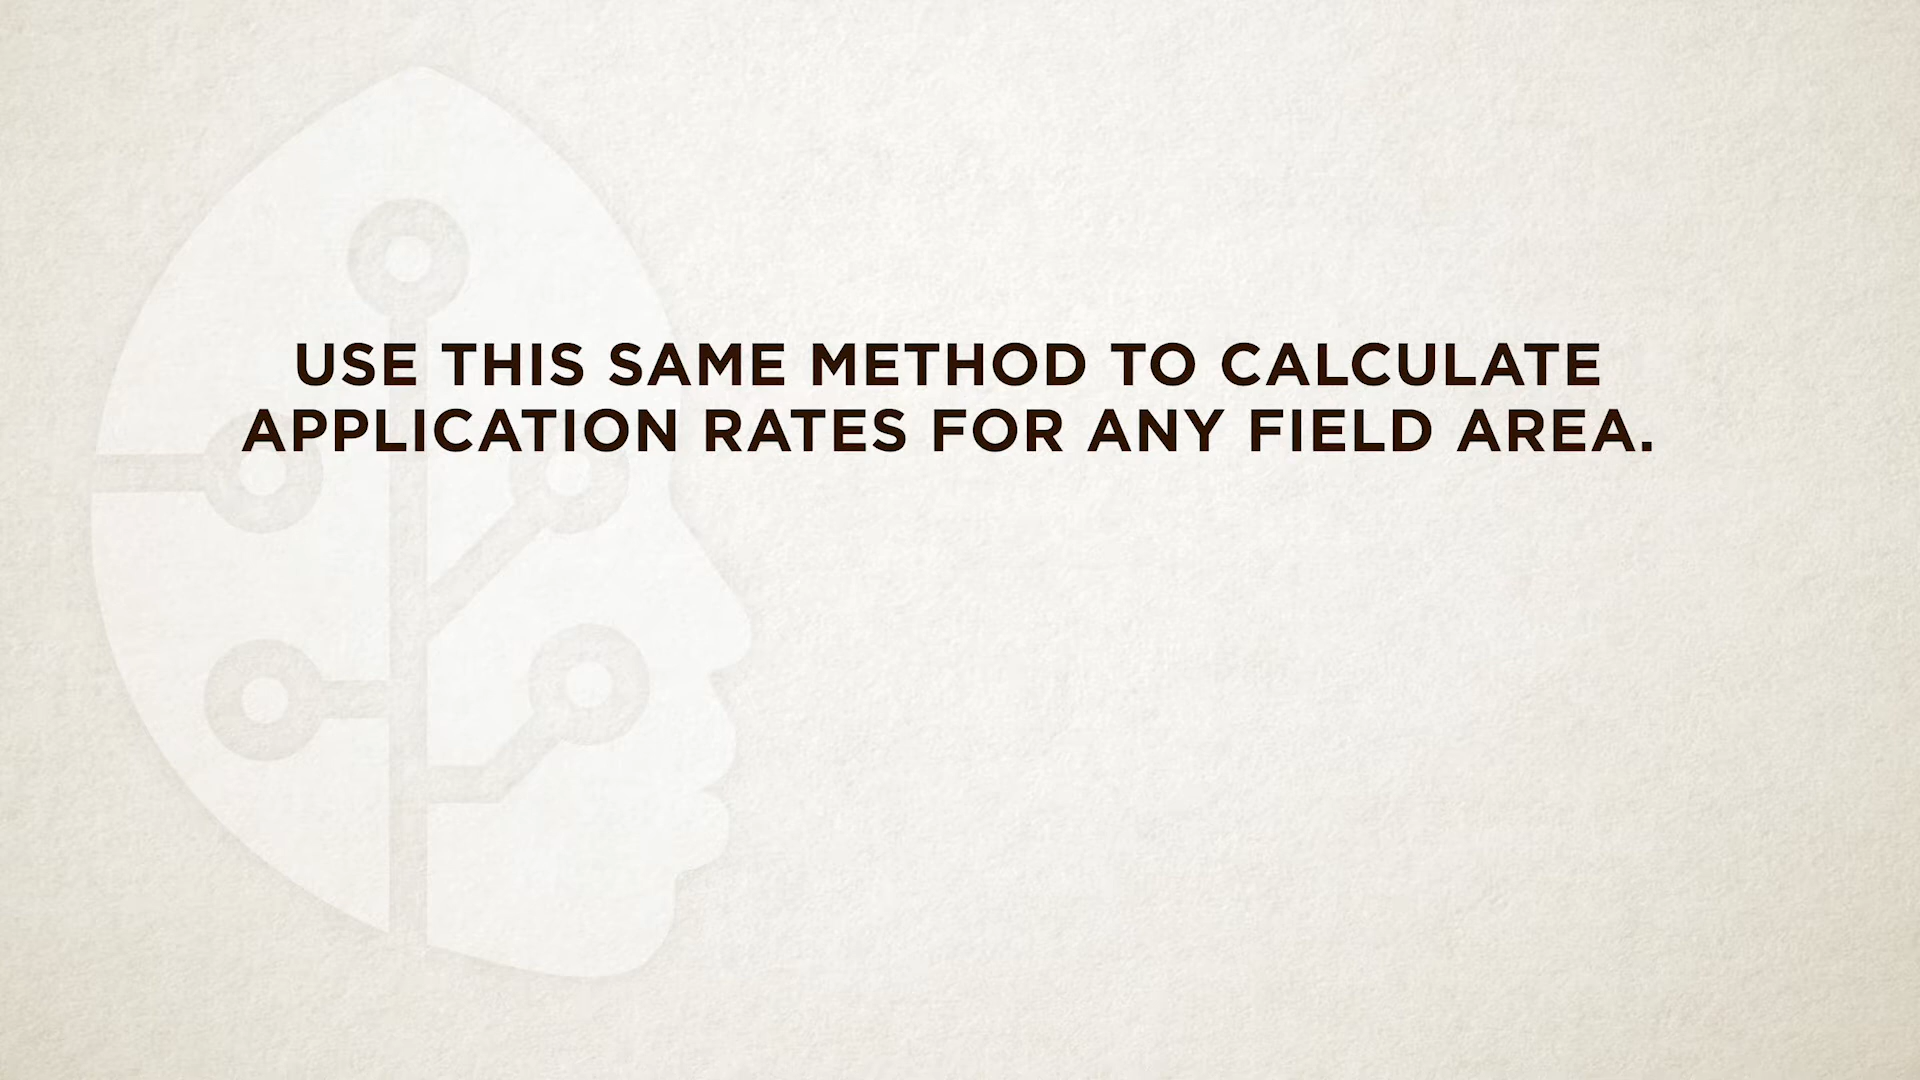 USE THIS SAME METHOD TO CALCULATE
APPLICATION RATES FOR ANY FIELD AREA.